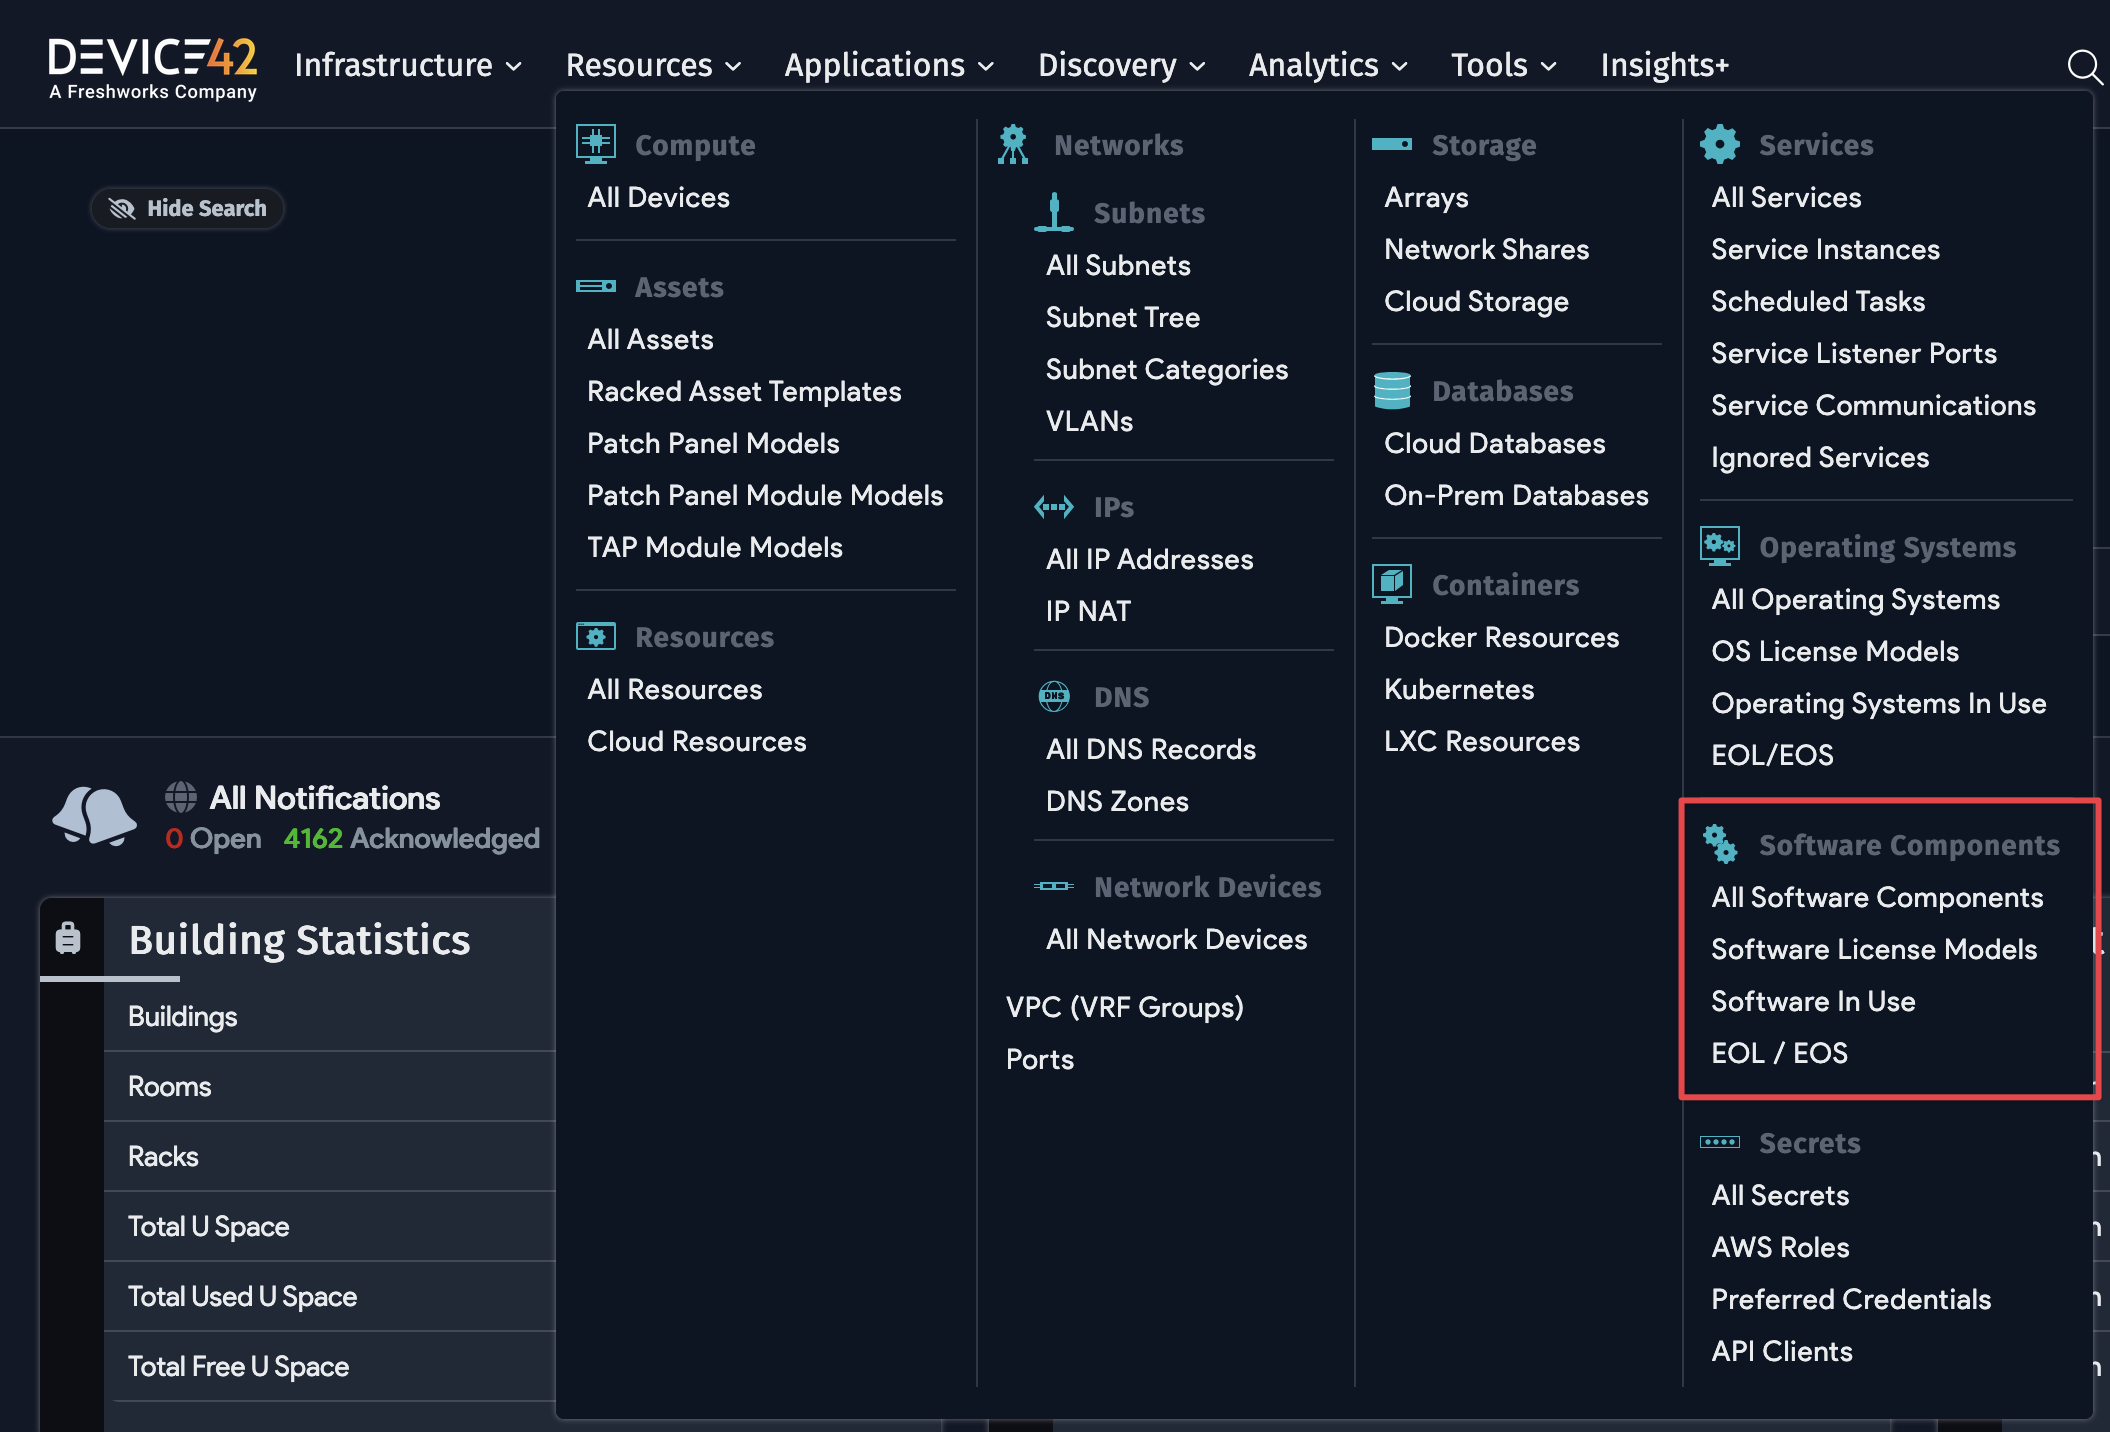 DEVICE42
A Freshworks Company
Infrastructure
Resources
Applications
Discovery
Analytics
Tools
Insights+
Hide Search
All Notifications
0 Open 4162 Acknowledged
Building Statistics
Buildings
Rooms
Racks
Total U Space
Total Used U Space
Total Free U Space
Compute
All Devices
Assets
All Assets
Racked Asset Templates
Patch Panel Models
Patch Panel Module Models
TAP Module Models
Resources
All Resources
Cloud Resources
Networks
Subnets
All Subnets
Subnet Tree
Subnet Categories
VLANs
IPs
All IP Addresses
IP NAT
DNS
DNS
All DNS Records
DNS Zones
Network Devices
All Network Devices
VPC (VRF Groups)
Ports
Storage
Arrays
Network Shares
Cloud Storage
Databases
Cloud Databases
On-Prem Databases
Containers
Docker Resources
Kubernetes
LXC Resources
Services
All Services
Service Instances
Scheduled Tasks
Service Listener Ports
Service Communications
Ignored Services
Operating Systems
All Operating Systems
OS License Models
Operating Systems In Use
EOL/EOS
Software Components
All Software Components
Software License Models
Software In Use
EOL / EOS
Secrets
All Secrets
AWS Roles
Preferred Credentials
API Clients